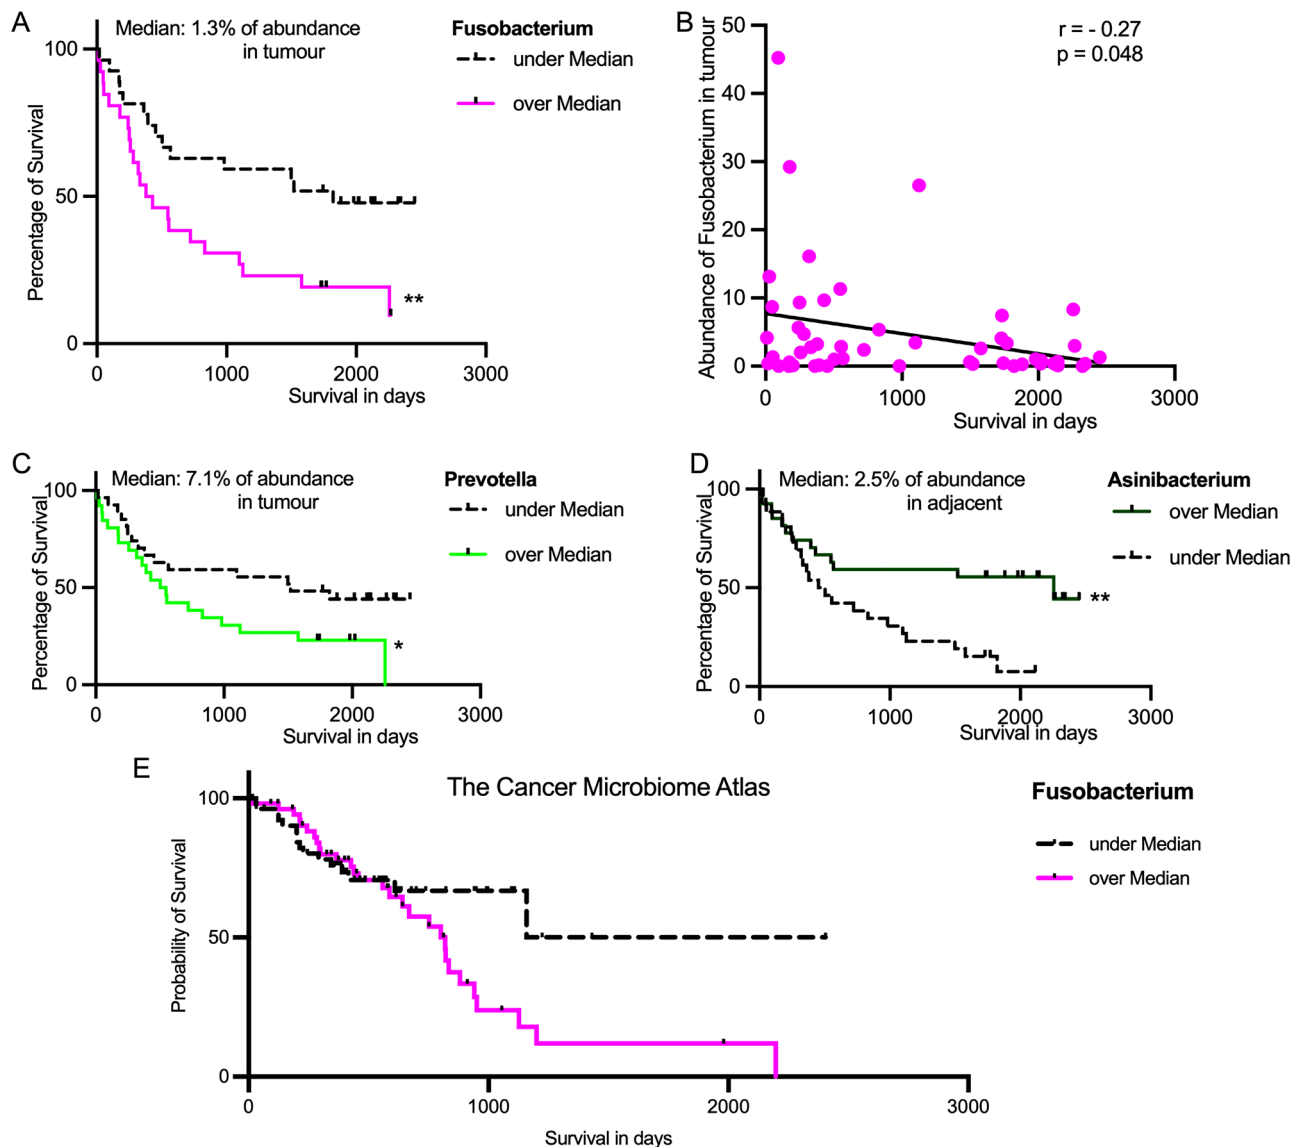 A
Median: 1.3% of abundance
in tumour
Fusobacterium
under Median
over Median
Percentage of Survival
100
50
0
**
0
1000
2000
3000
Survival in days
B
r = - 0.27
p = 0.048
Abundance of Fusobacterium in tumour
50
40
30
20
10
0
0
1000
2000
3000
Survival in days
C
Median: 7.1% of abundance
in tumour
Prevotella
under Median
over Median
Percentage of Survival
100
50
0
*
0
1000
2000
3000
Survival in days
D
Median: 2.5% of abundance
in adjacent
Asinibacterium
over Median
under Median
Percentage of Survival
100
50
0
**
0
1000
2000
3000
Survival in days
E
The Cancer Microbiome Atlas
Fusobacterium
under Median
over Median
Probability of Survival
100
50
0
0
1000
2000
3000
Survival in days